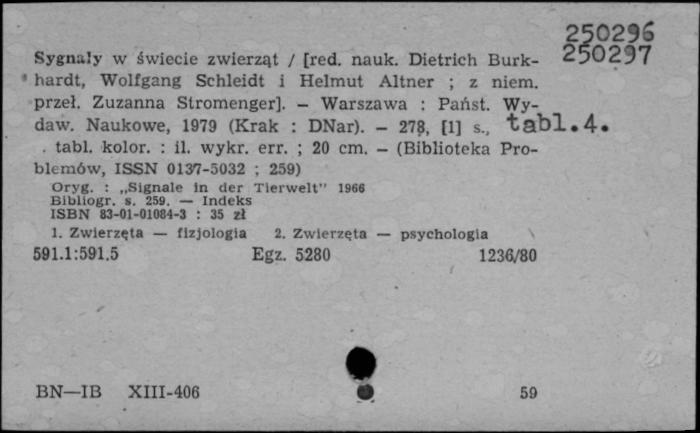 250296
250297
Sygnały w świecie zwierząt / [red. nauk. Dietrich Burk-
hardt, Wolfgang Schleidt i Helmut Altner ; z niem.
przeł. Zuzanna Stromenger]. — Warszawa : Państ. Wy-
daw. Naukowe, 1979 (Krak : DNar). — 278, [1] s., tabl.4.
. tabl. kolor. : il. wykr. err. ; 20 cm. — (Biblioteka Pro-
blemów, ISSN 0137-5032 ; 259)
Oryg. : „Signale in der Tierwelt" 1966
Bibliogr. s. 259. — Indeks
ISBN 83-01-01084-3 : 35 zł
1. Zwierzęta — fizjologia 2. Zwierzęta — psychologia
591.1:591.5 Egz. 5280 1236/80
BN—IB XIII-406 59